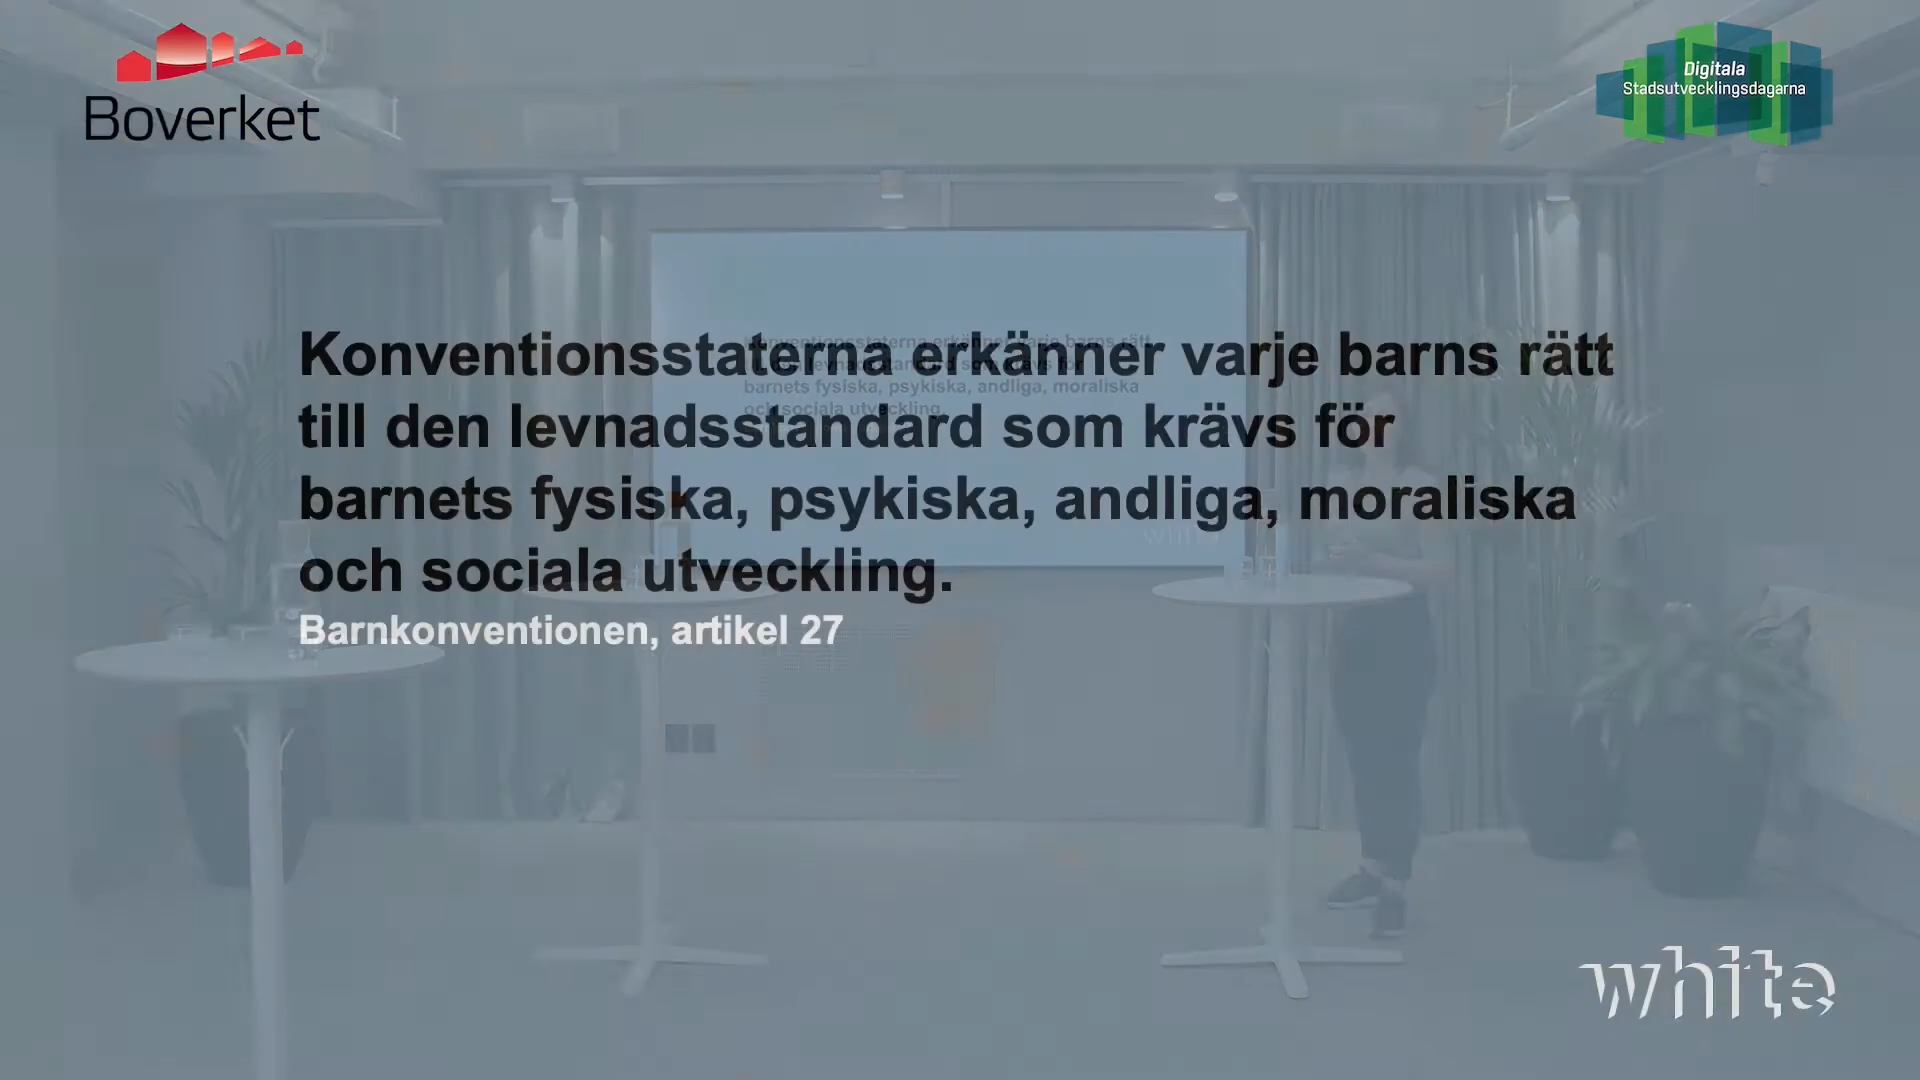 Boverket
Digitala
Stadsutvecklingsdagarna
Konventionsstaterna erkänner varje barns rätt
till den levnadsstandard som krävs för
barnets fysiska, psykiska, andliga, moraliska
och sociala utveckling.
Barnkonventionen, artikel 27
white